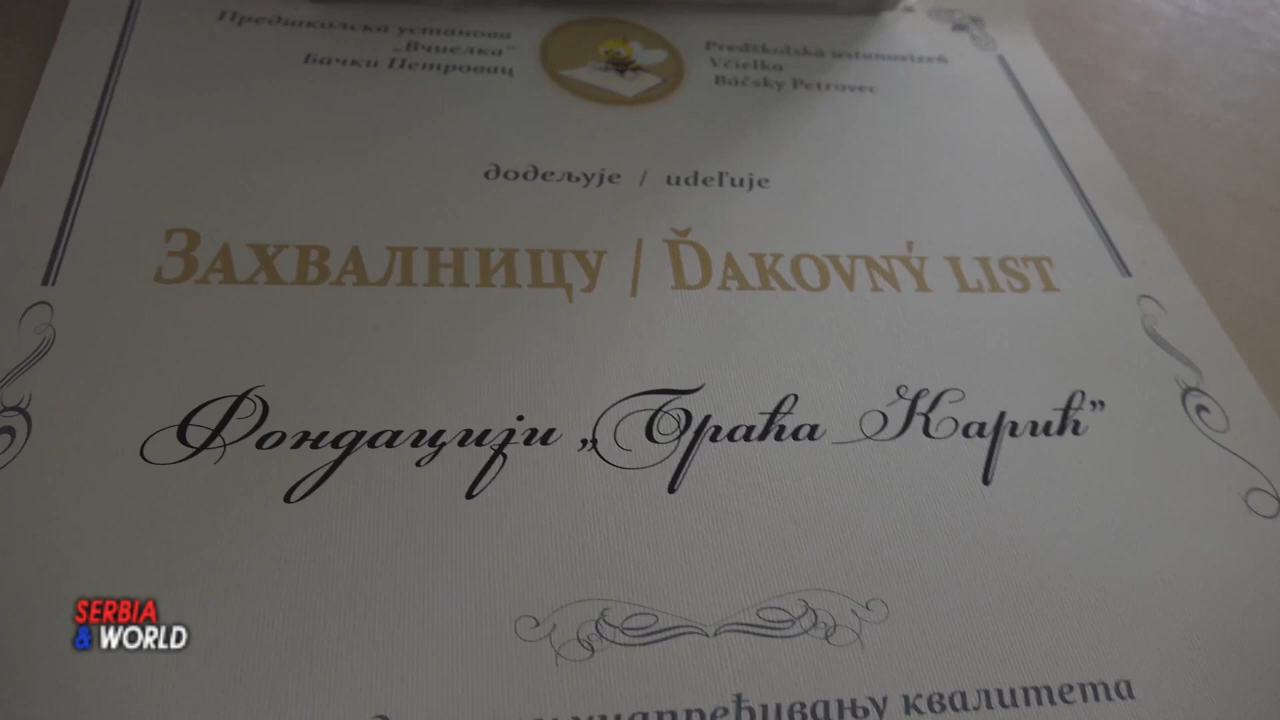 Предшколска установа
„Вчиелка“
Бачки Петровац
Predškolská ustanovizeň
Včielka
Báčsky Petrovec
додељује / udeľuje
ЗАХВАЛНИЦУ / ĎAKOVNÝ LIST
Фондацији „Браћа Карић”
унапређивању квалитета
SERBIA
& WORLD